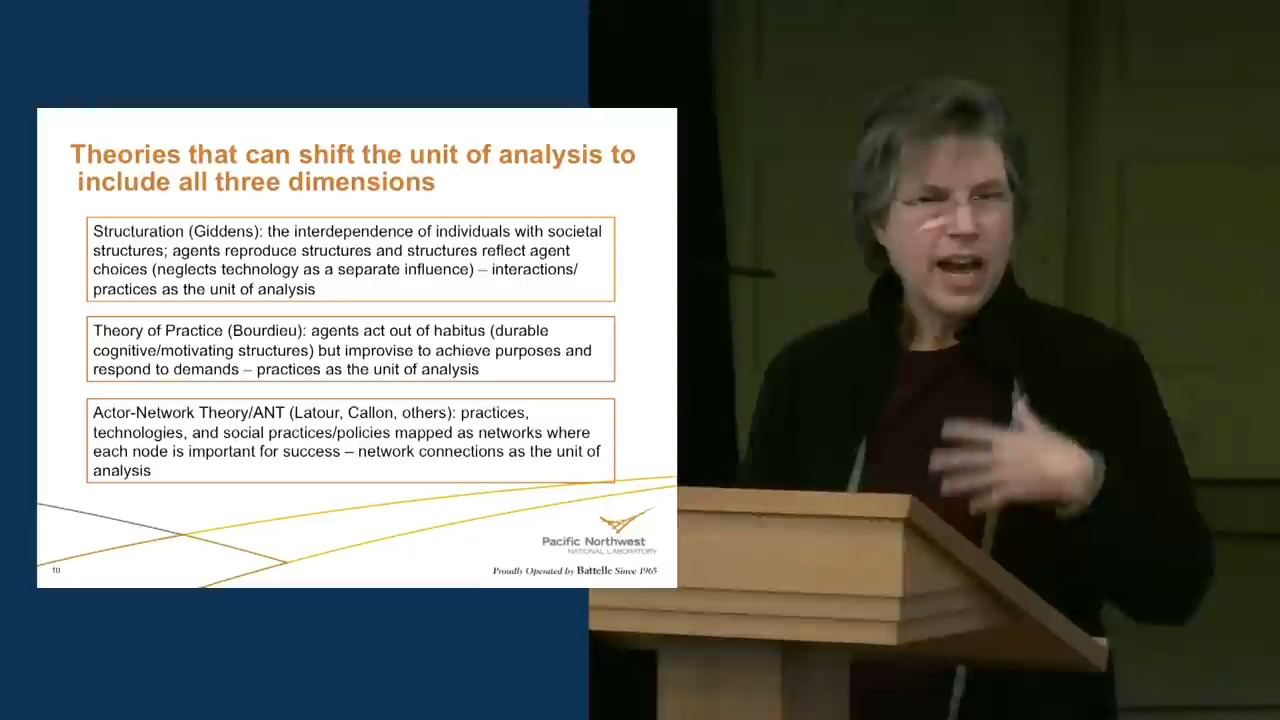 Theories that can shift the unit of analysis to
include all three dimensions
Structuration (Giddens): the interdependence of individuals with societal
structures; agents reproduce structures and structures reflect agent
choices (neglects technology as a separate influence) – interactions/
practices as the unit of analysis
Theory of Practice (Bourdieu): agents act out of habitus (durable
cognitive/motivating structures) but improvise to achieve purposes and
respond to demands – practices as the unit of analysis
Actor-Network Theory/ANT (Latour, Callon, others): practices,
technologies, and social practices/policies mapped as networks where
each node is important for success – network connections as the unit of
analysis
Pacific Northwest
NATIONAL LABORATORY
10
Proudly Operated by Battelle Since 1965